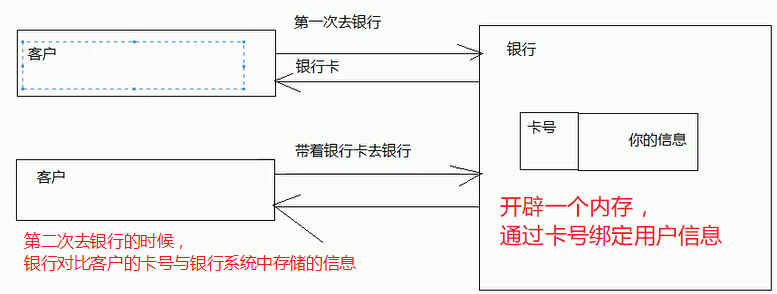 第一次去银行
客户
银行卡
银行
卡号
你的信息
带着银行卡去银行
客户
开辟一个内存，
通过卡号绑定用户信息
第二次去银行的时候，
银行对比客户的卡号与银行系统中存储的信息